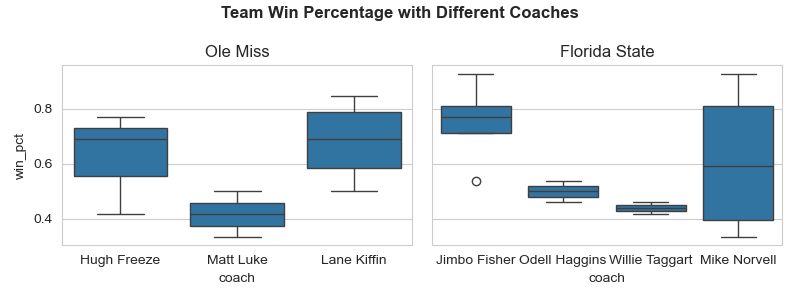 Team Win Percentage with Different Coaches
Ole Miss
Florida State
win_pct
0.8
0.6
0.4
Hugh Freeze
Matt Luke
Lane Kiffin
coach
Jimbo Fisher
Odell Haggins
Willie Taggart
Mike Norvell
coach